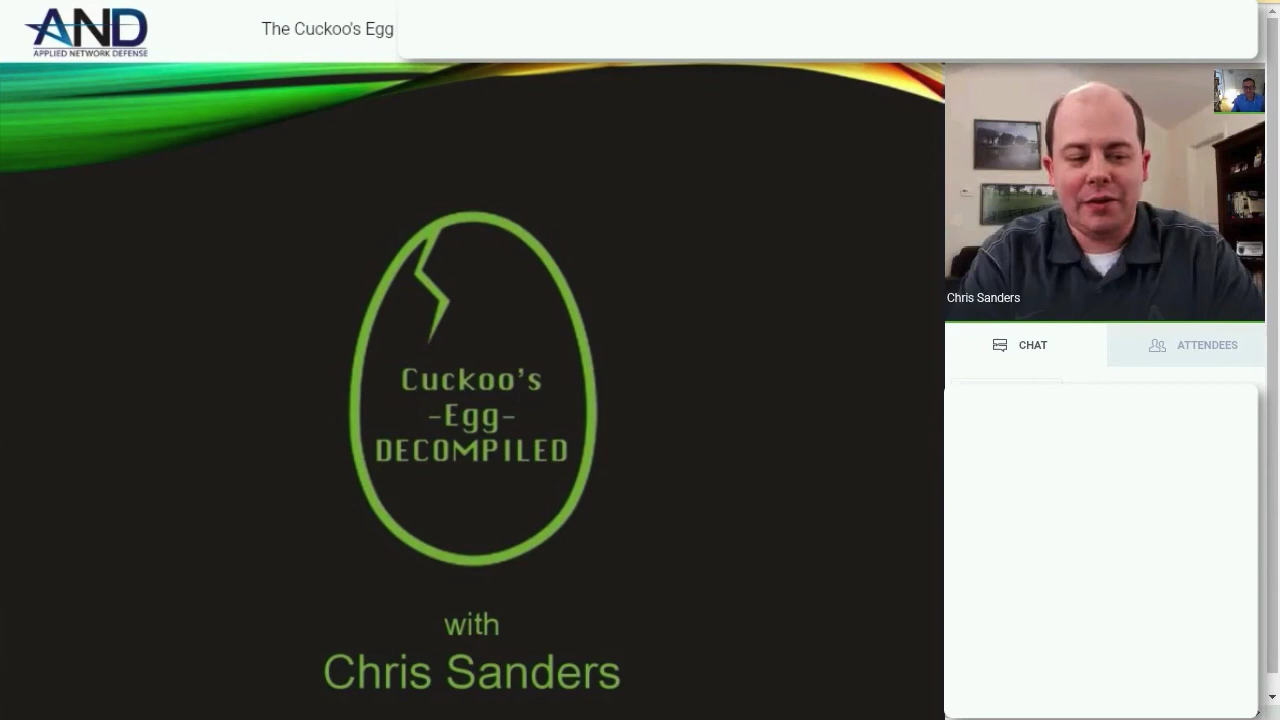 AND
APPLIED NETWORK DEFENSE
The Cuckoo's Egg
Cuckoo's
-Egg-
DECOMPILED
with
Chris Sanders
Chris Sanders
CHAT
ATTENDEES